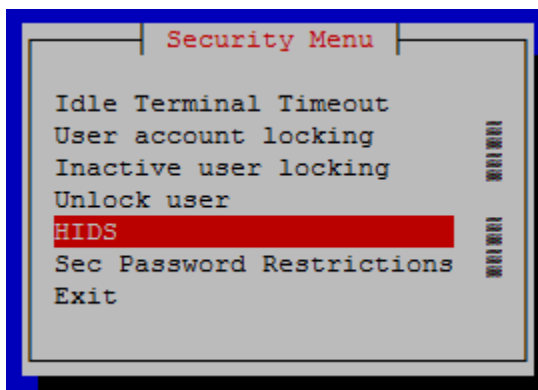 Security Menu
Idle Terminal Timeout
User account locking
Inactive user locking
Unlock user
HIDS
Sec Password Restrictions
Exit